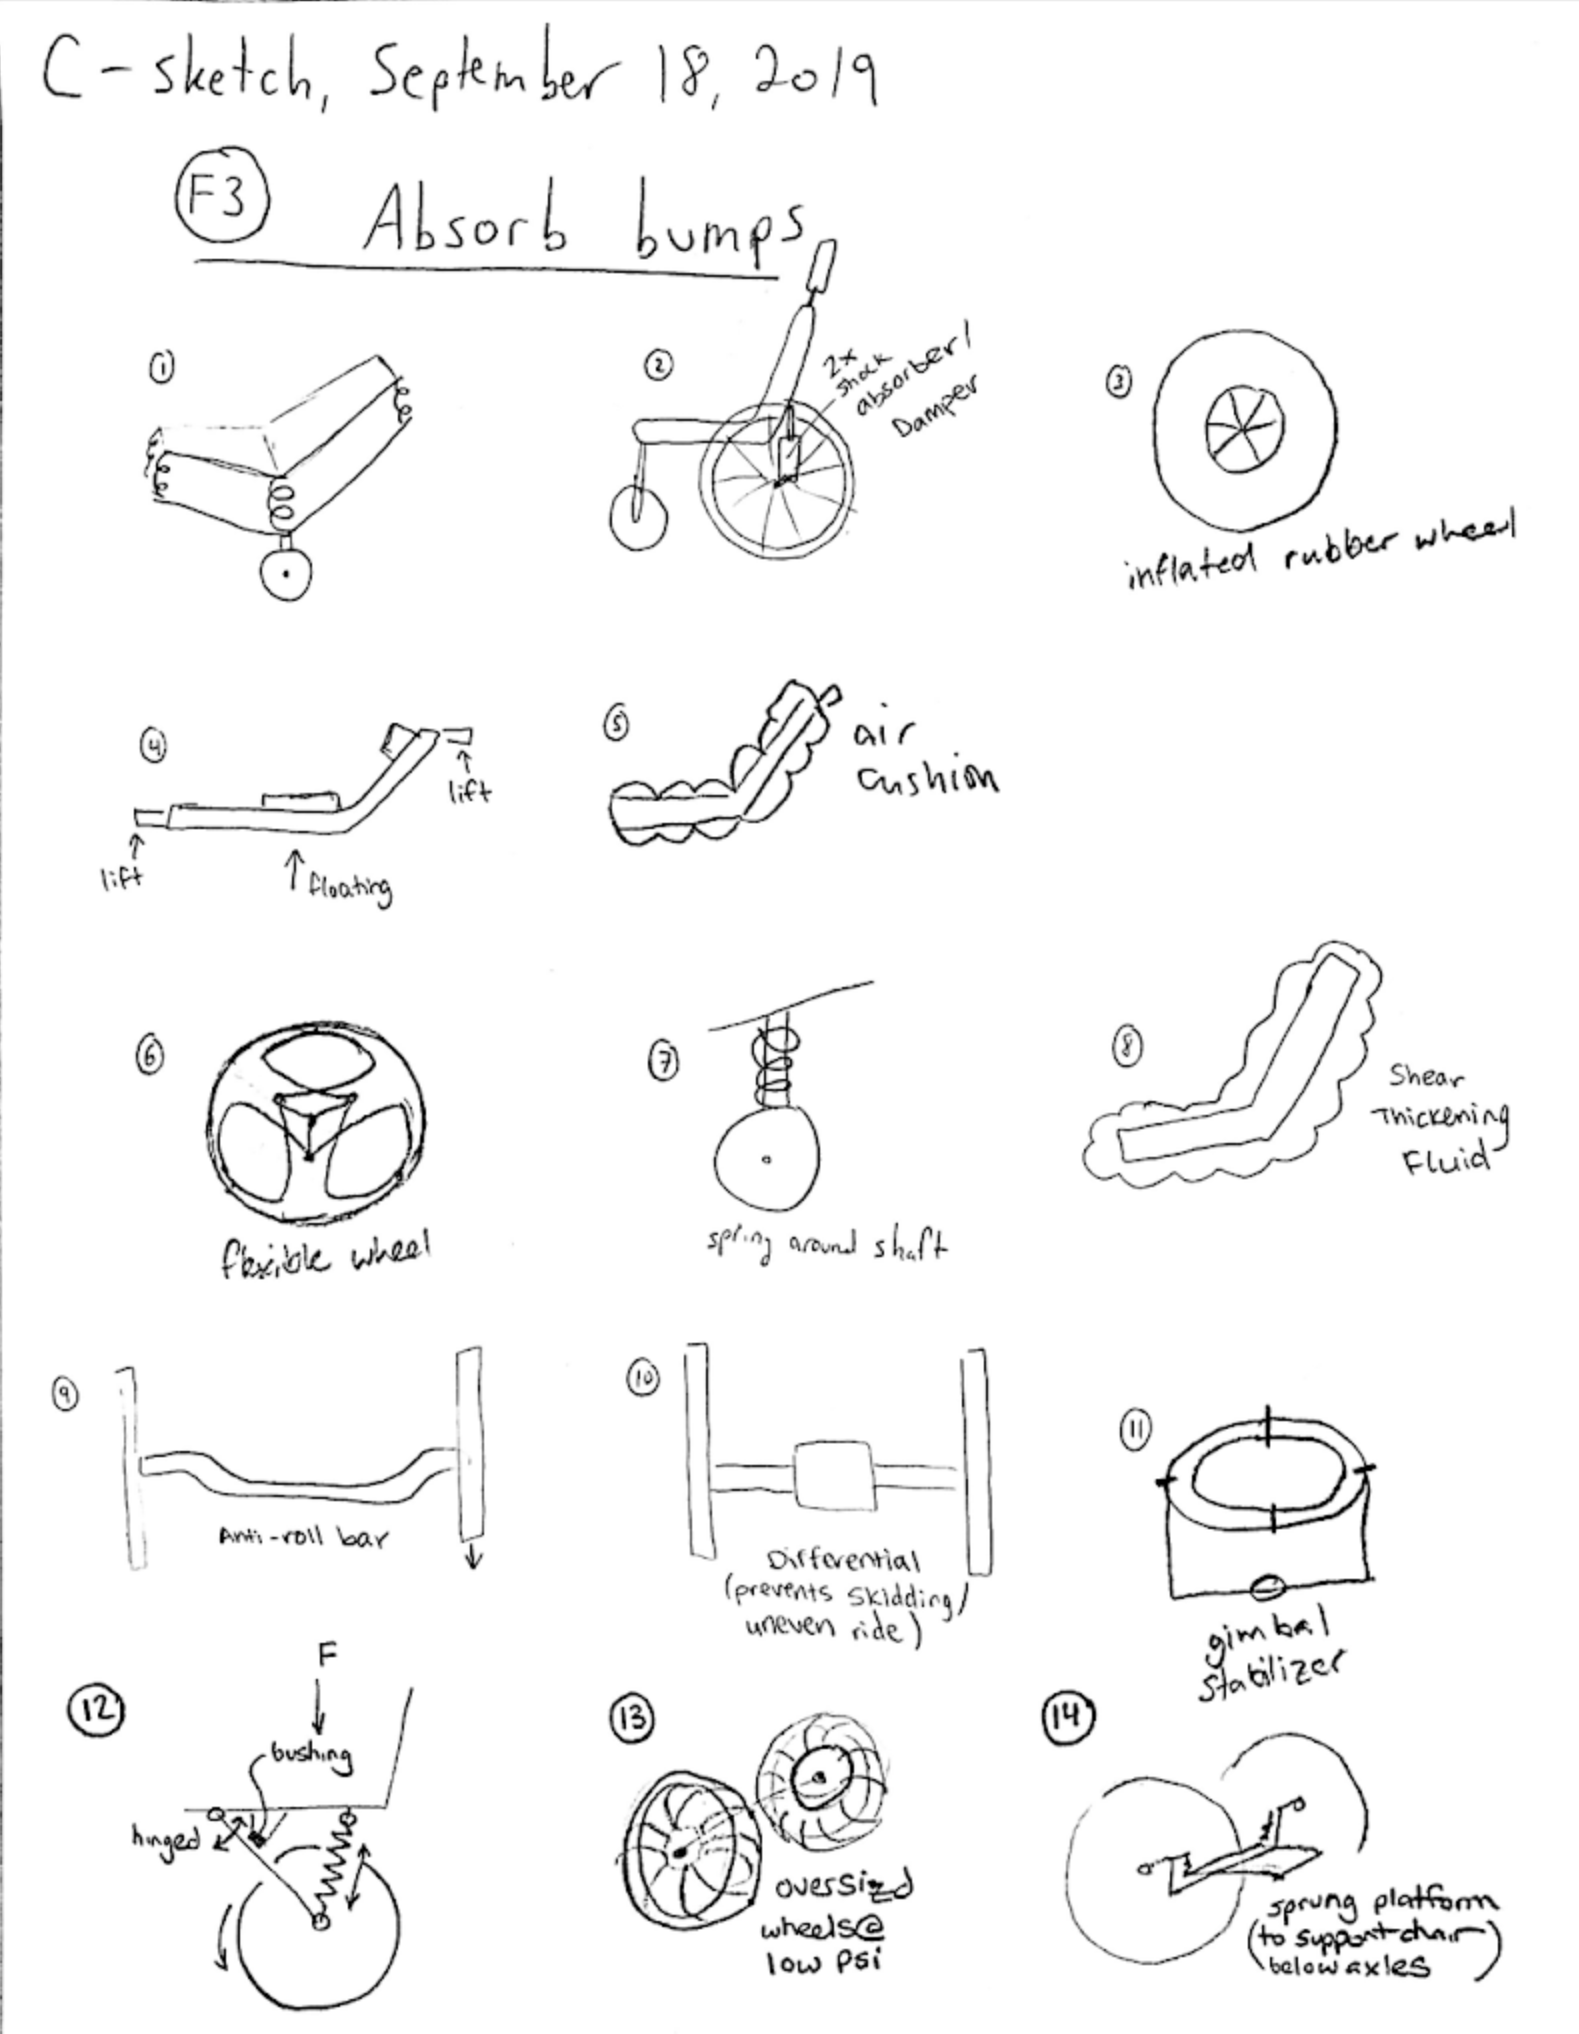 C-sketch, September 18, 2019
F3
Absorb bumps
1
2
2x
shock
absorber/
Damper
3
inflated rubber wheel
4
lift
lift
floating
5
air
cushion
6
flexible wheel
7
spring around shaft
8
Shear
Thickening
Fluid
9
Anti-roll bar
10
Differential
(prevents skidding/
uneven ride)
11
gimbal
stabilizer
12
F
bushing
hinged
13
oversized
wheels@
low psi
14
sprung platform
(to support chair)
below axles